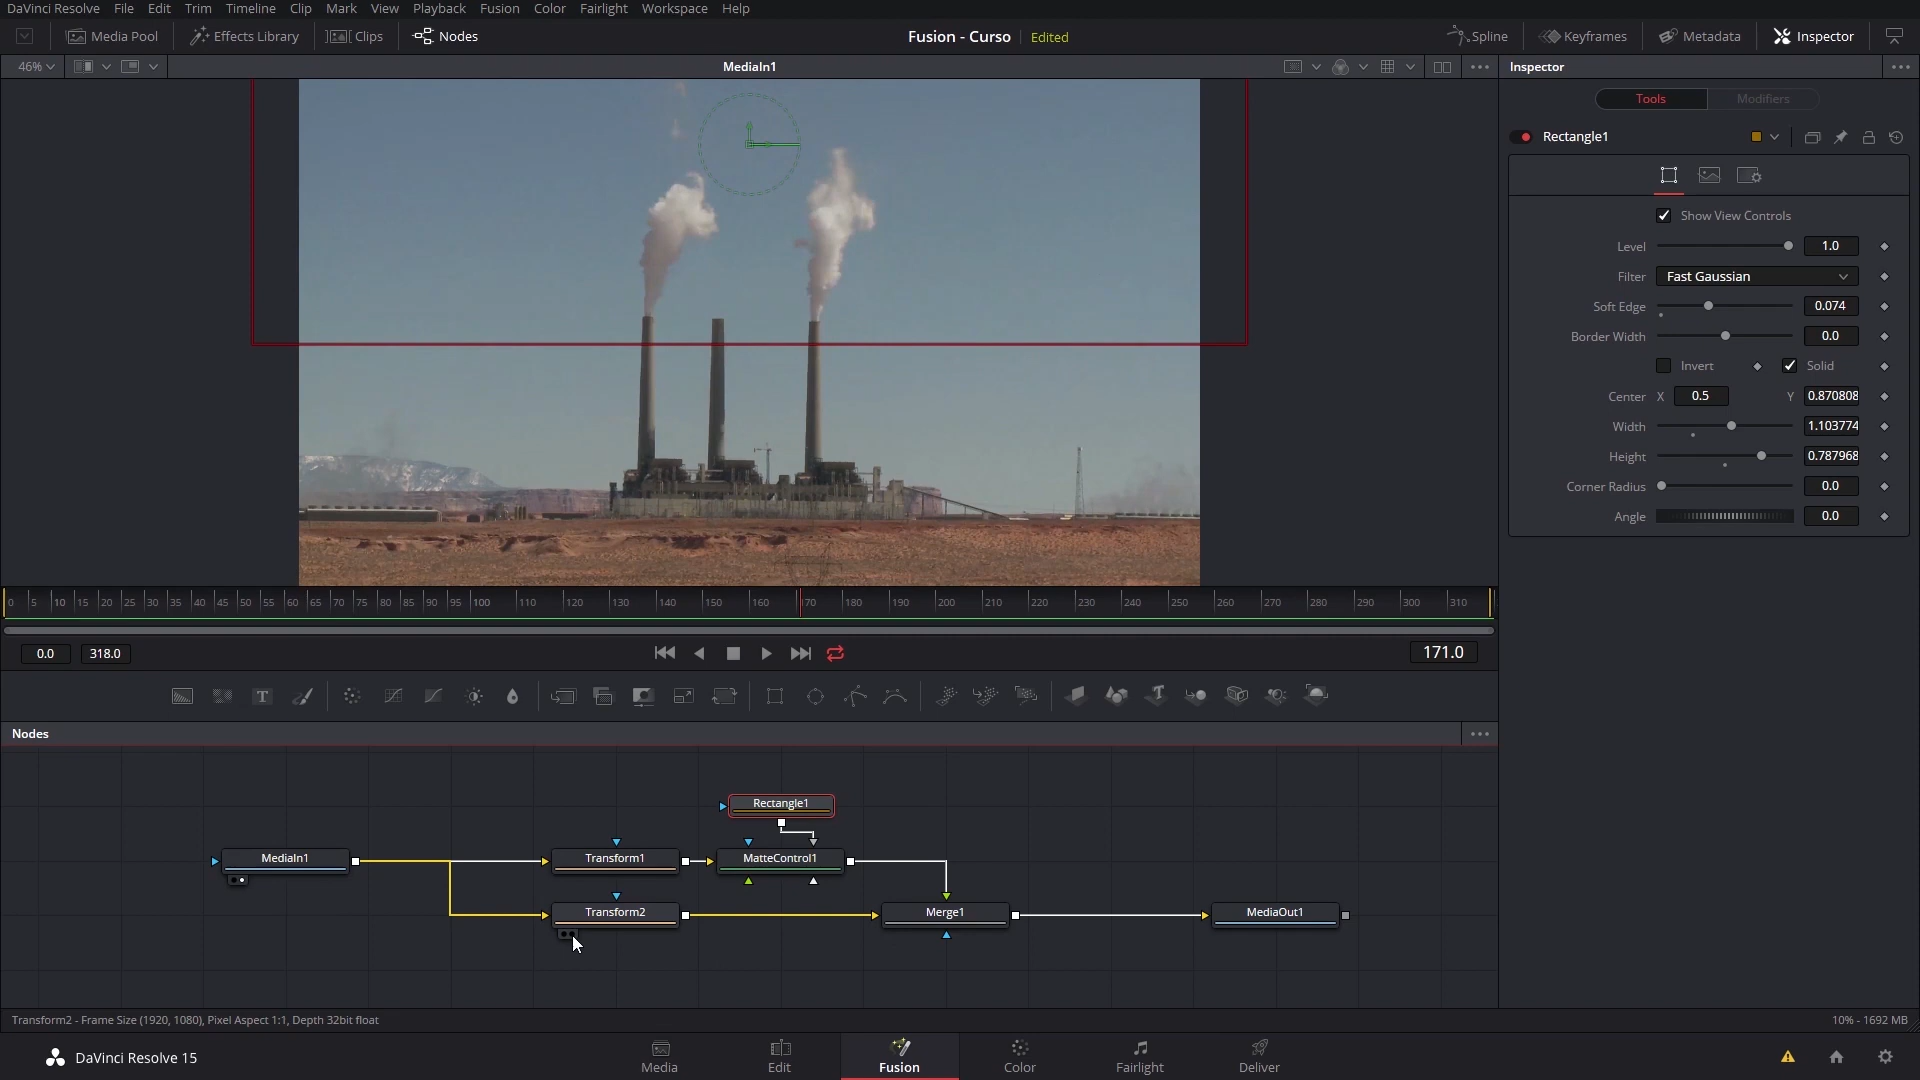 DaVinci Resolve File Edit Trim Timeline Clip Mark View Playback Fusion Color Fairlight Workspace Help
Media Pool Effects Library Clips Nodes Fusion - Curso Edited Spline Keyframes Metadata Inspector
46% MediaIn1 Inspector
Tools Modifiers
Rectangle1
Show View Controls
Level 1.0
Filter Fast Gaussian
Soft Edge 0.074
Border Width 0.0
Invert Solid
Center X 0.5 Y 0.870808
Width 1.103774
Height 0.787968
Corner Radius 0.0
Angle 0.0
0 5 10 15 20 25 30 35 40 45 50 55 60 65 70 75 80 85 90 95 100 110 120 130 140 150 160 170 180 190 200 210 220 230 240 250 260 270 280 290 300 310
0.0 318.0 171.0
Nodes
Rectangle1
MediaIn1 Transform1 MatteControl1
Transform2 Merge1 MediaOut1
Transform2 - Frame Size (1920, 1080), Pixel Aspect 1:1, Depth 32bit float 10% - 1692 MB
DaVinci Resolve 15 Media Edit Fusion Color Fairlight Deliver